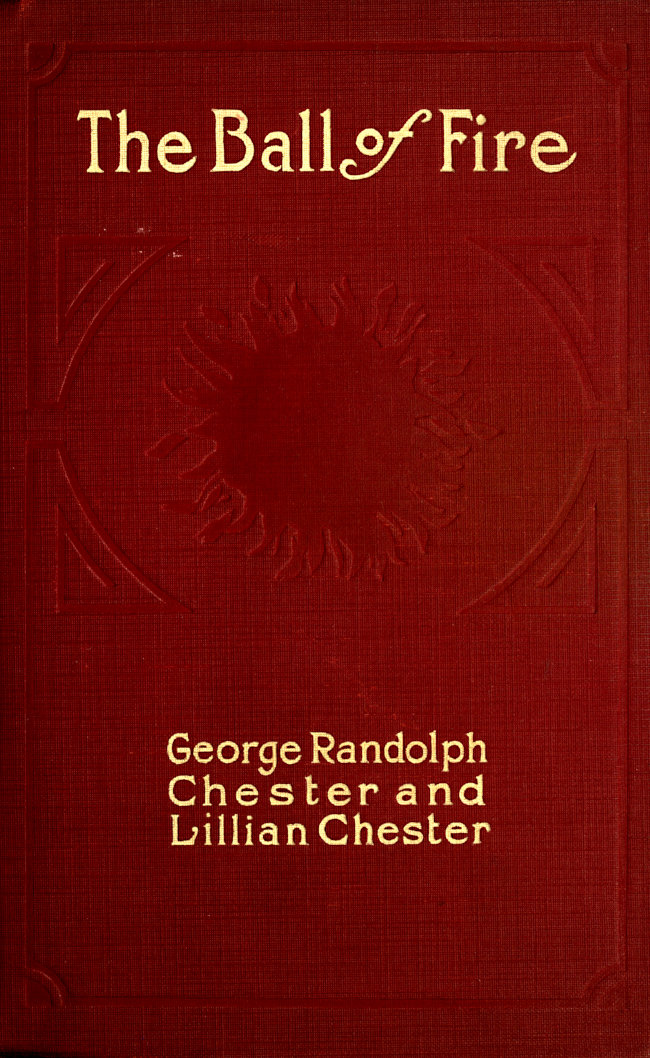 The Ball of Fire
George Randolph
Chester and
Lillian Chester